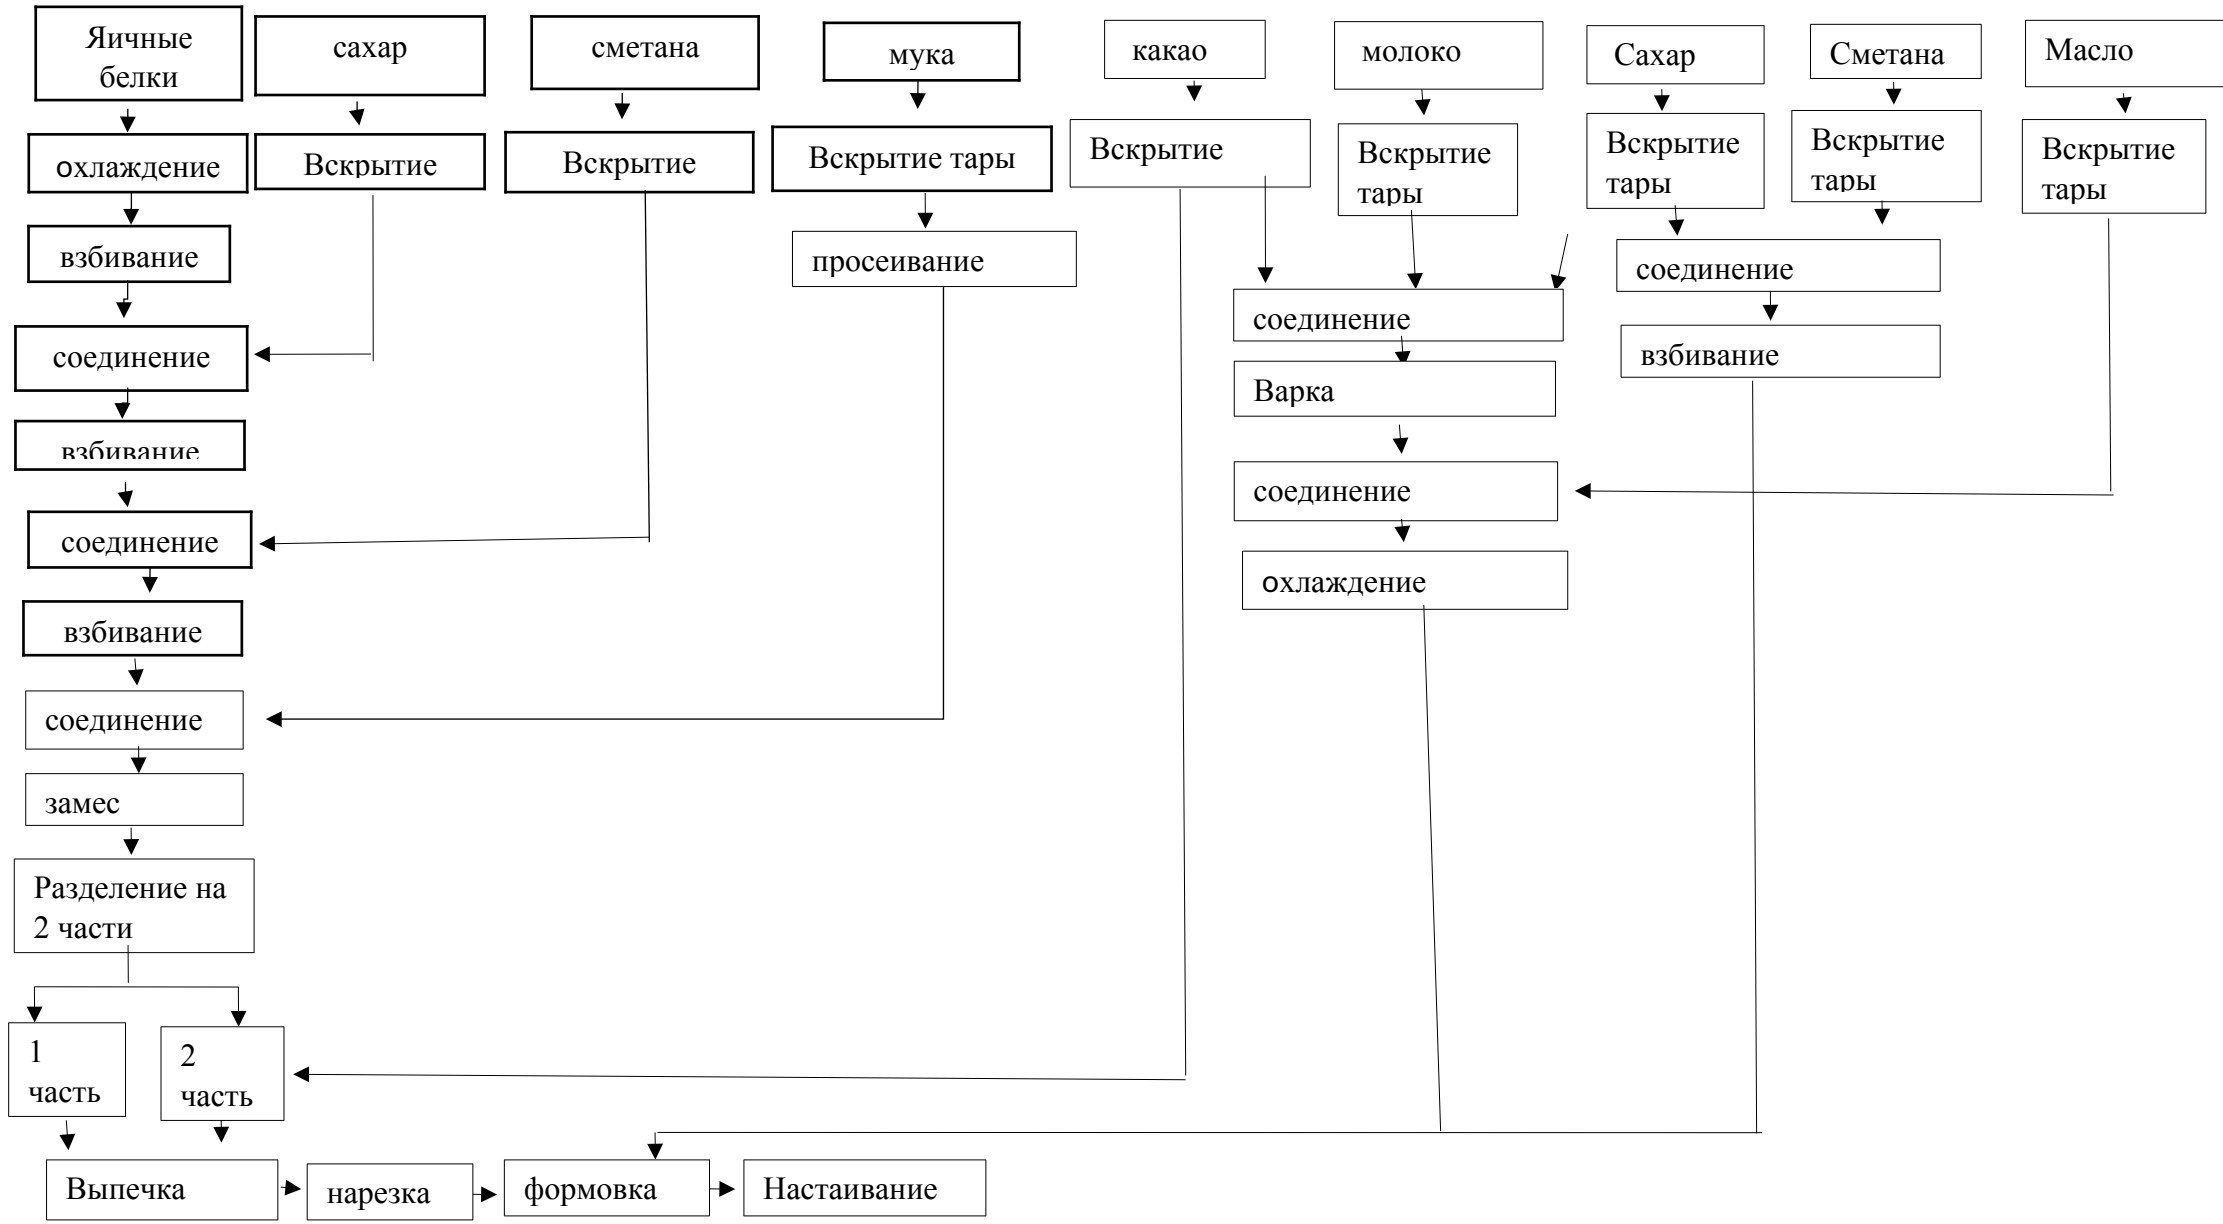 Яичные
белки
сахар
сметана
мука
какао
молоко
Сахар
Сметана
Масло
охлаждение
Вскрытие
Вскрытие
Вскрытие тары
Вскрытие
Вскрытие
тары
Вскрытие
тары
Вскрытие
тары
Вскрытие
тары
взбивание
просеивание
соединение
соединение
соединение
взбивание
Варка
взбивание
соединение
соединение
охлаждение
взбивание
соединение
замес
Разделение на
2 части
1
часть
2
часть
Выпечка
нарезка
формовка
Настаивание